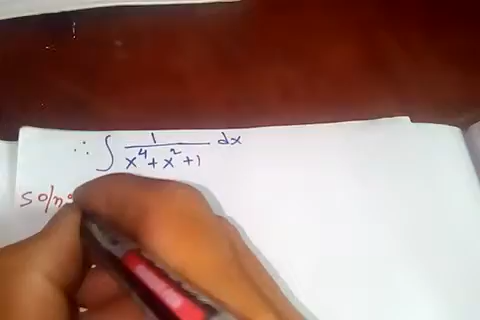 ∴ ∫ 1/(x⁴+x²+1) dx
Soln